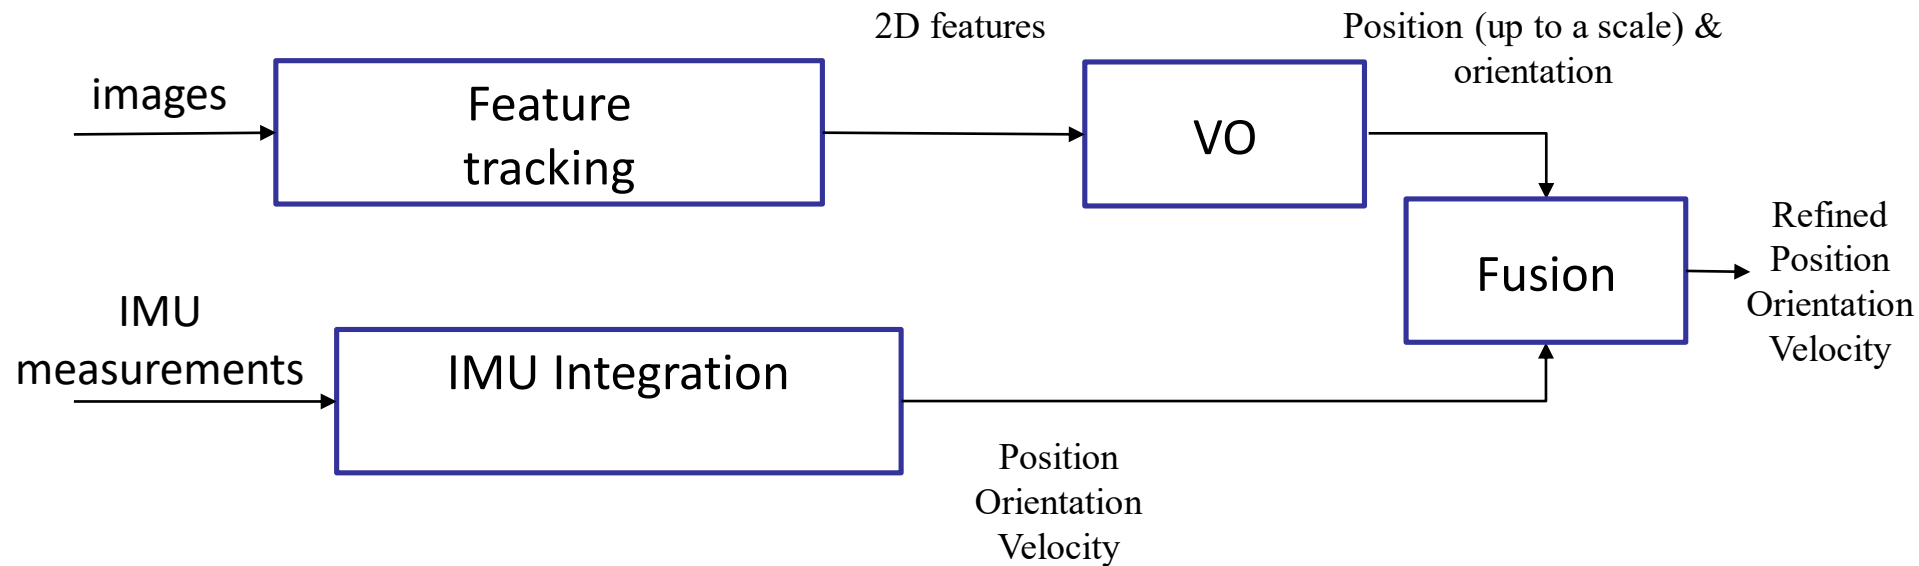 2D features
Position (up to a scale) &
orientation
images
Feature
tracking
VO
Fusion
Refined
Position
Orientation
Velocity
IMU
measurements
IMU Integration
Position
Orientation
Velocity